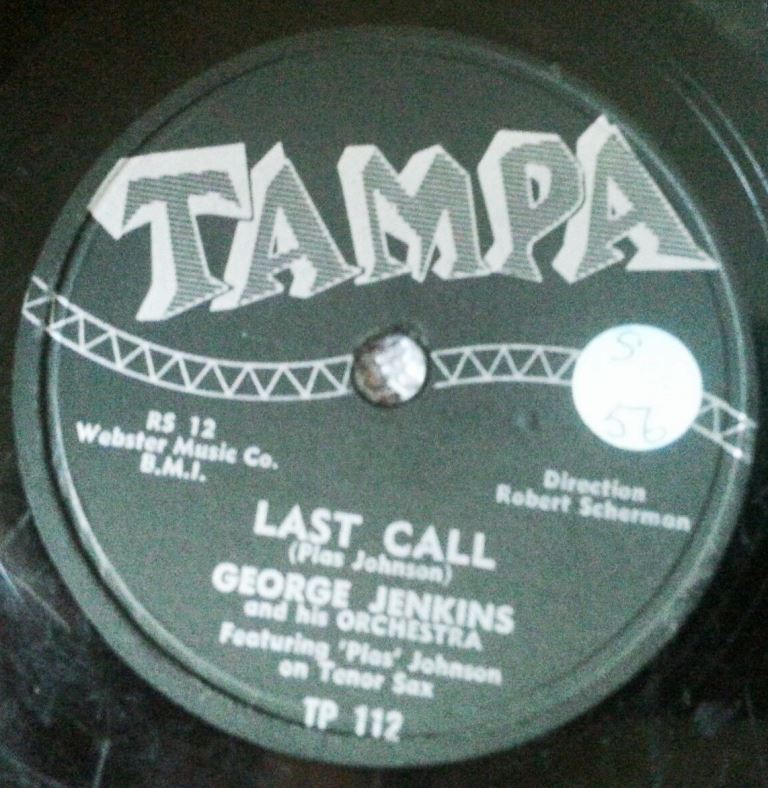 TAMPA
S
56
RS 12
Webster Music Co.
B.M.I.
Direction
Robert Scherman
LAST CALL
(Plas Johnson)
GEORGE JENKINS
and his ORCHESTRA
Featuring 'Plas' Johnson
on Tenor Sax
TP 112